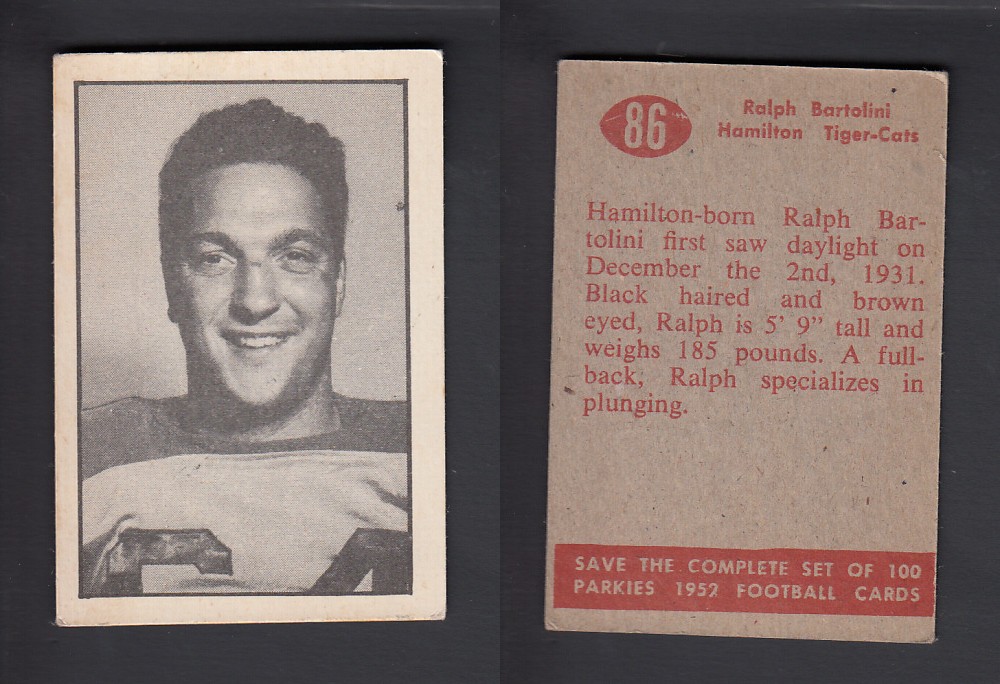 86
Ralph Bartolini
Hamilton Tiger-Cats
Hamilton-born Ralph Bar-
tolini first saw daylight on
December the 2nd, 1931.
Black haired and brown
eyed, Ralph is 5' 9" tall and
weighs 185 pounds. A full-
back, Ralph specializes in
plunging.
SAVE THE COMPLETE SET OF 100
PARKIES 1952 FOOTBALL CARDS